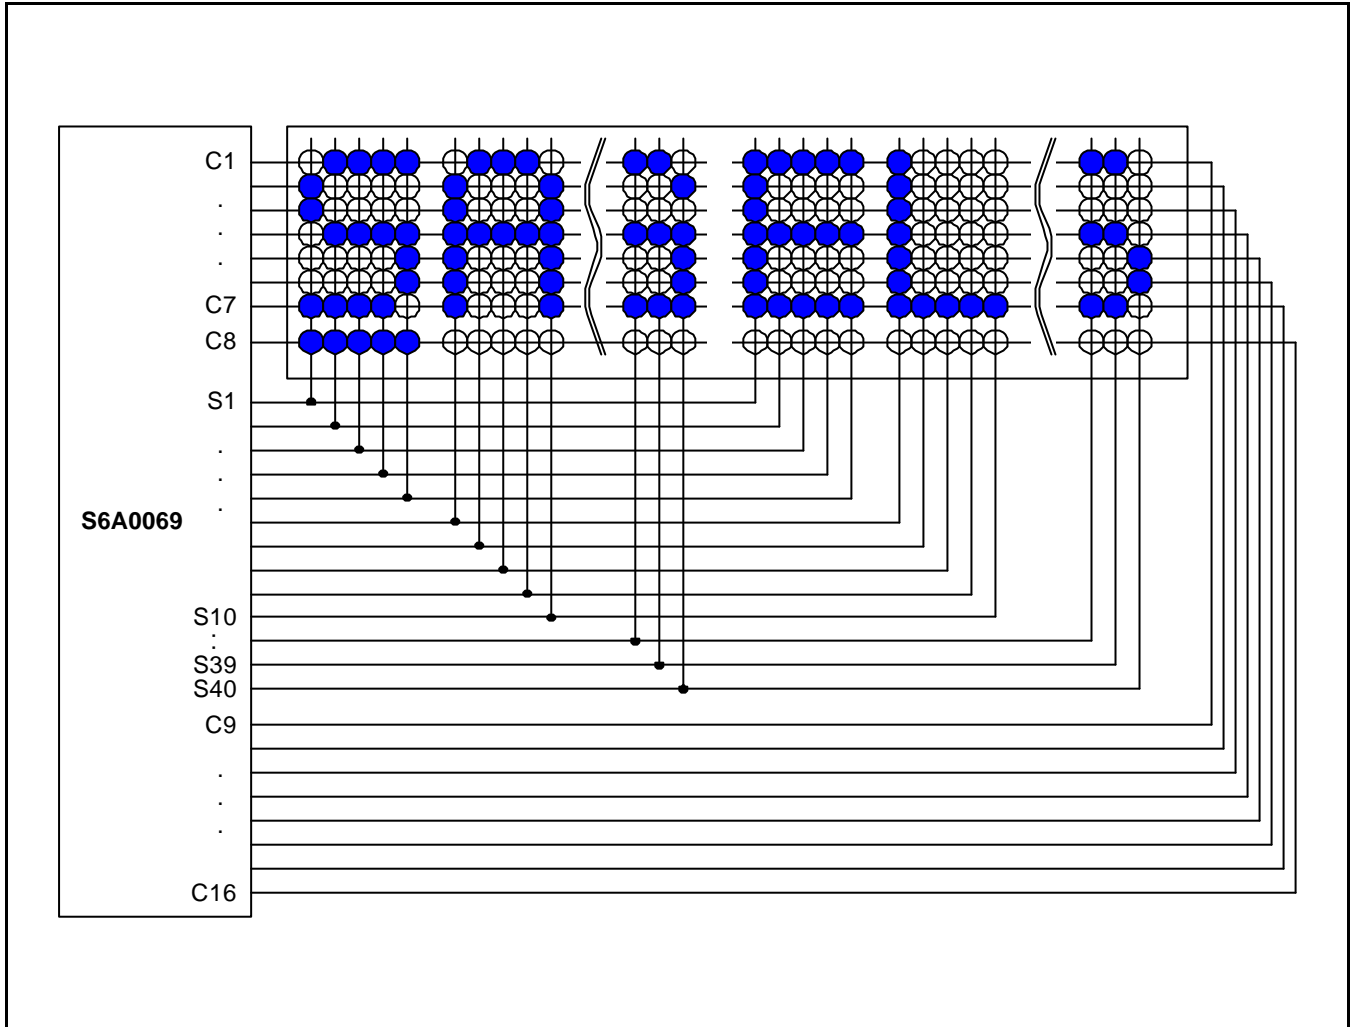 C1
.
.
.
C7
C8
S1
.
.
.
S6A0069
S10
.
.
S39
S40
C9
.
.
.
C16